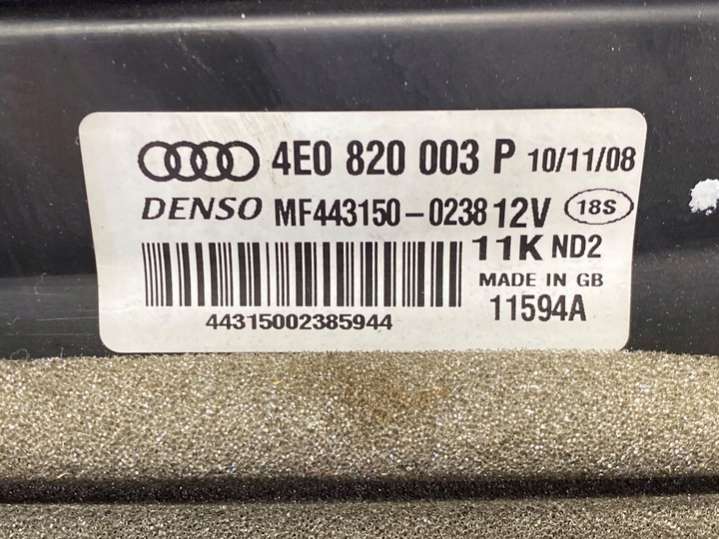 4E0 820 003 P 10/11/08
DENSO MF443150-0238 12V 18S
11K ND2
MADE IN GB
11594A
44315002385944